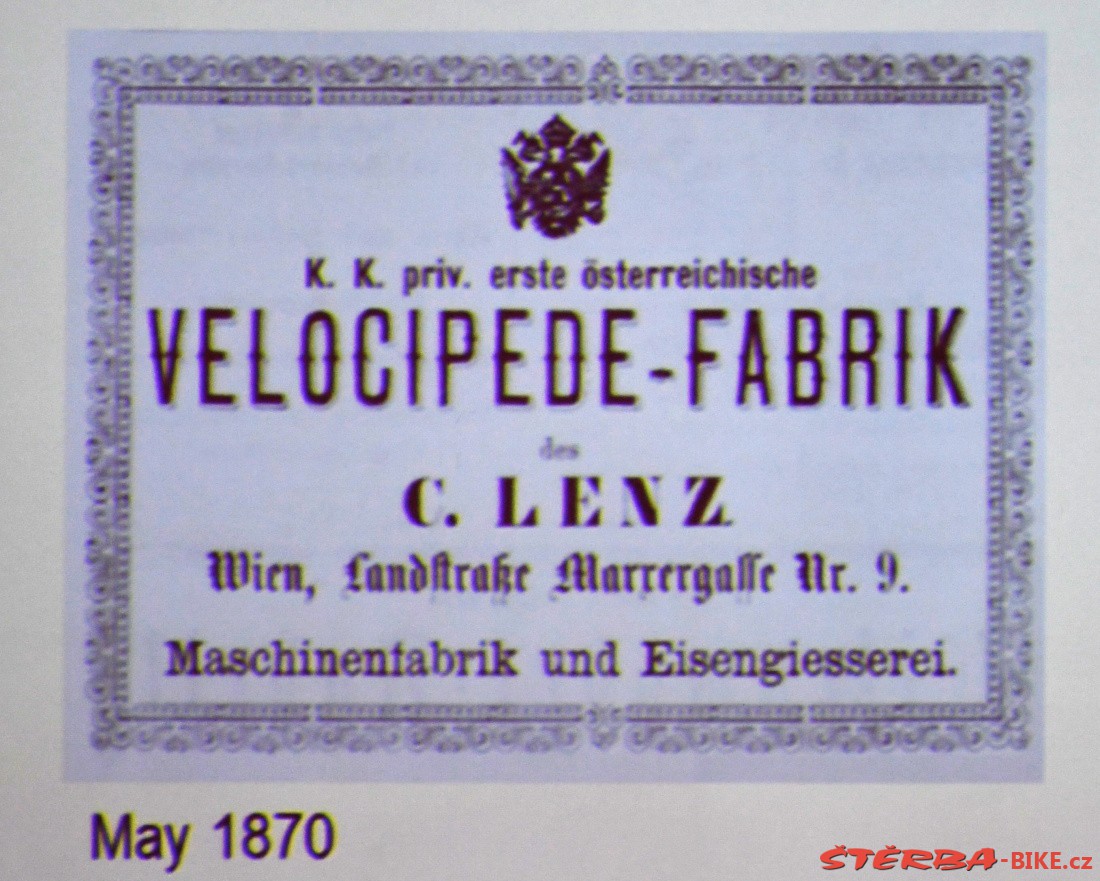 K. K. priv. erste österreichische
VELOCIPEDE-FABRIK
des
C. LENZ
Wien, Landstraße Marxergasse Nr. 9.
Maschinenfabrik und Eisengiesserei.
May 1870
ŠTĚRBA-BIKE.cz